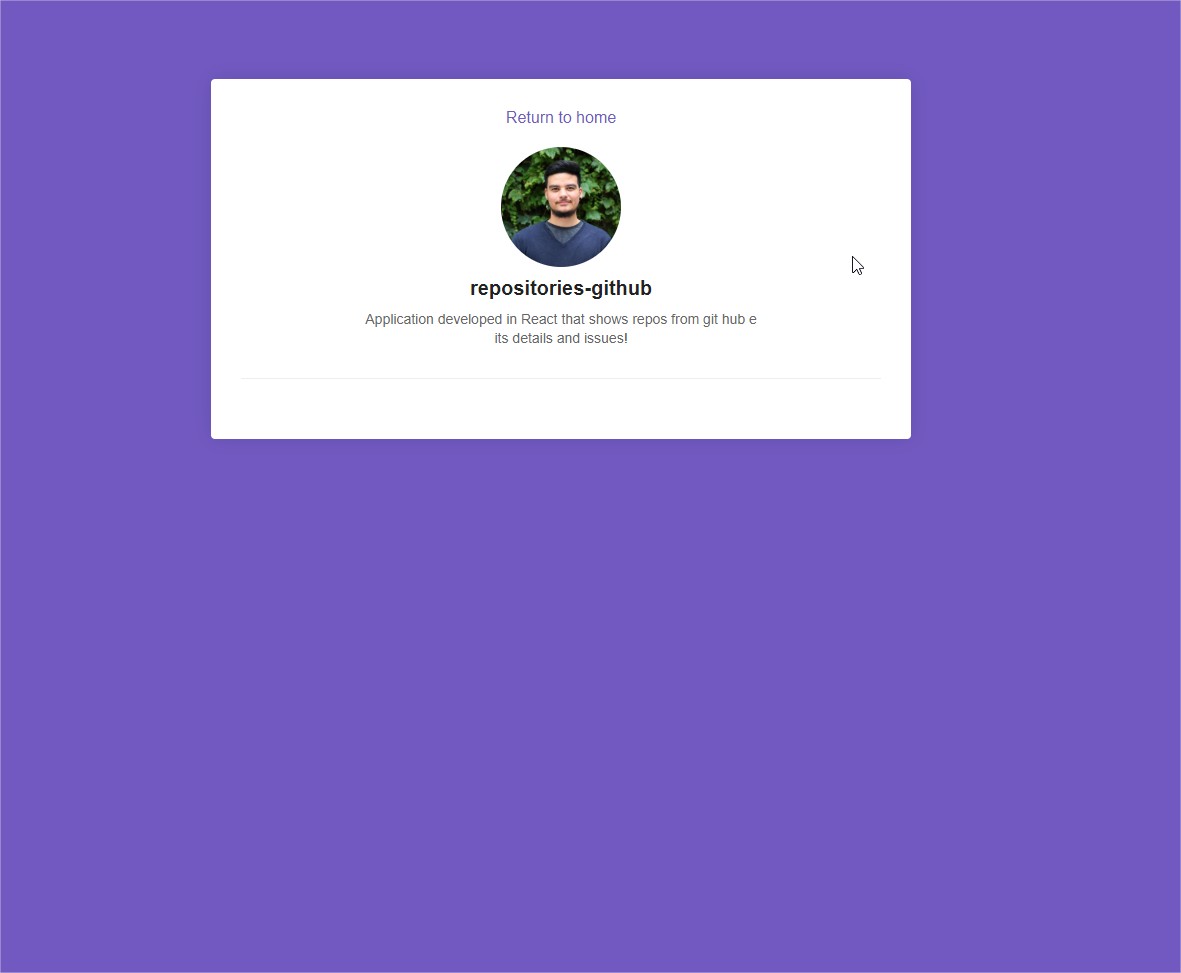 Return to home
repositories-github
Application developed in React that shows repos from git hub e
its details and issues!